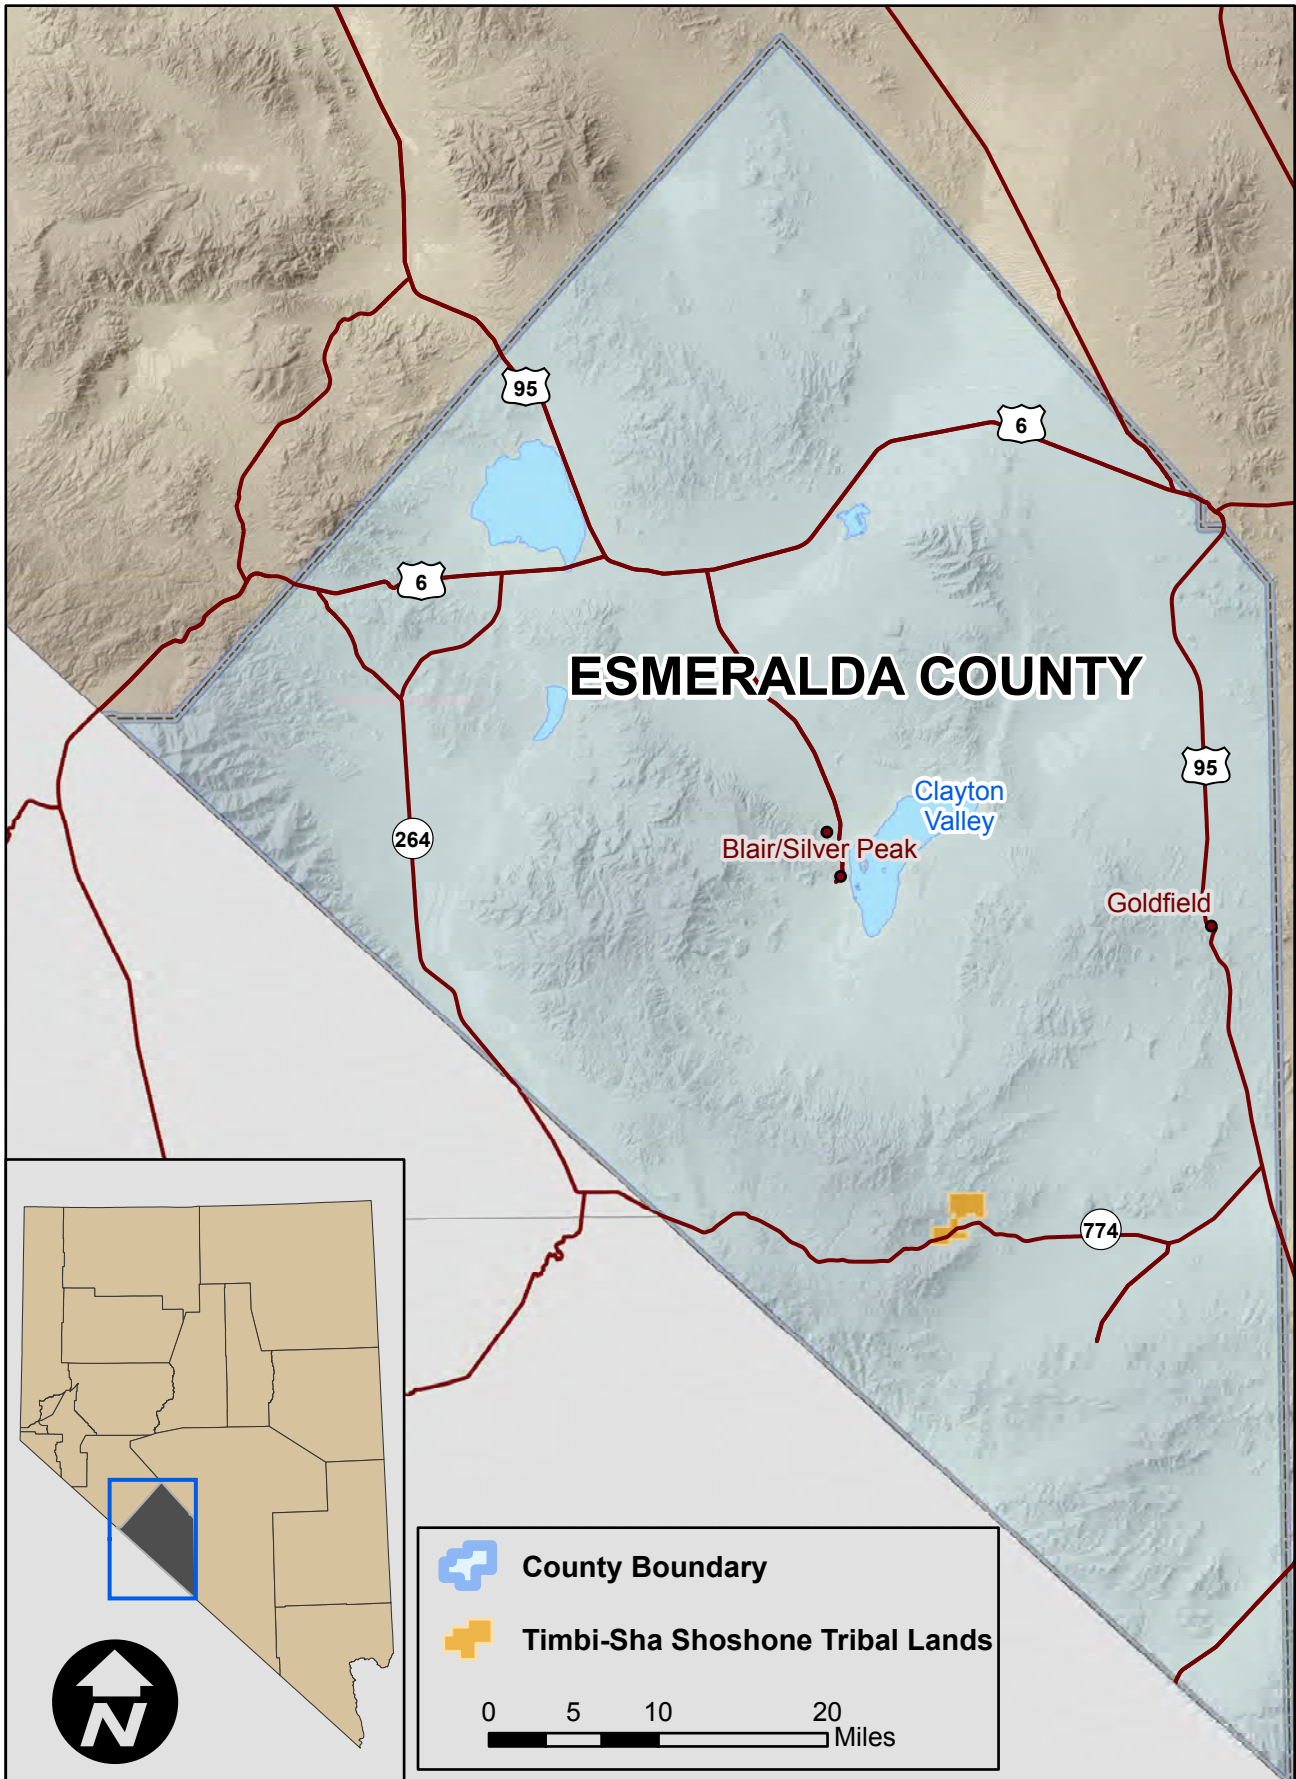 95
6
6
ESMERALDA COUNTY
95
Clayton
Valley
264
Blair/Silver Peak
Goldfield
774
County Boundary
Timbi-Sha Shoshone Tribal Lands
0 5 10 20
Miles
N